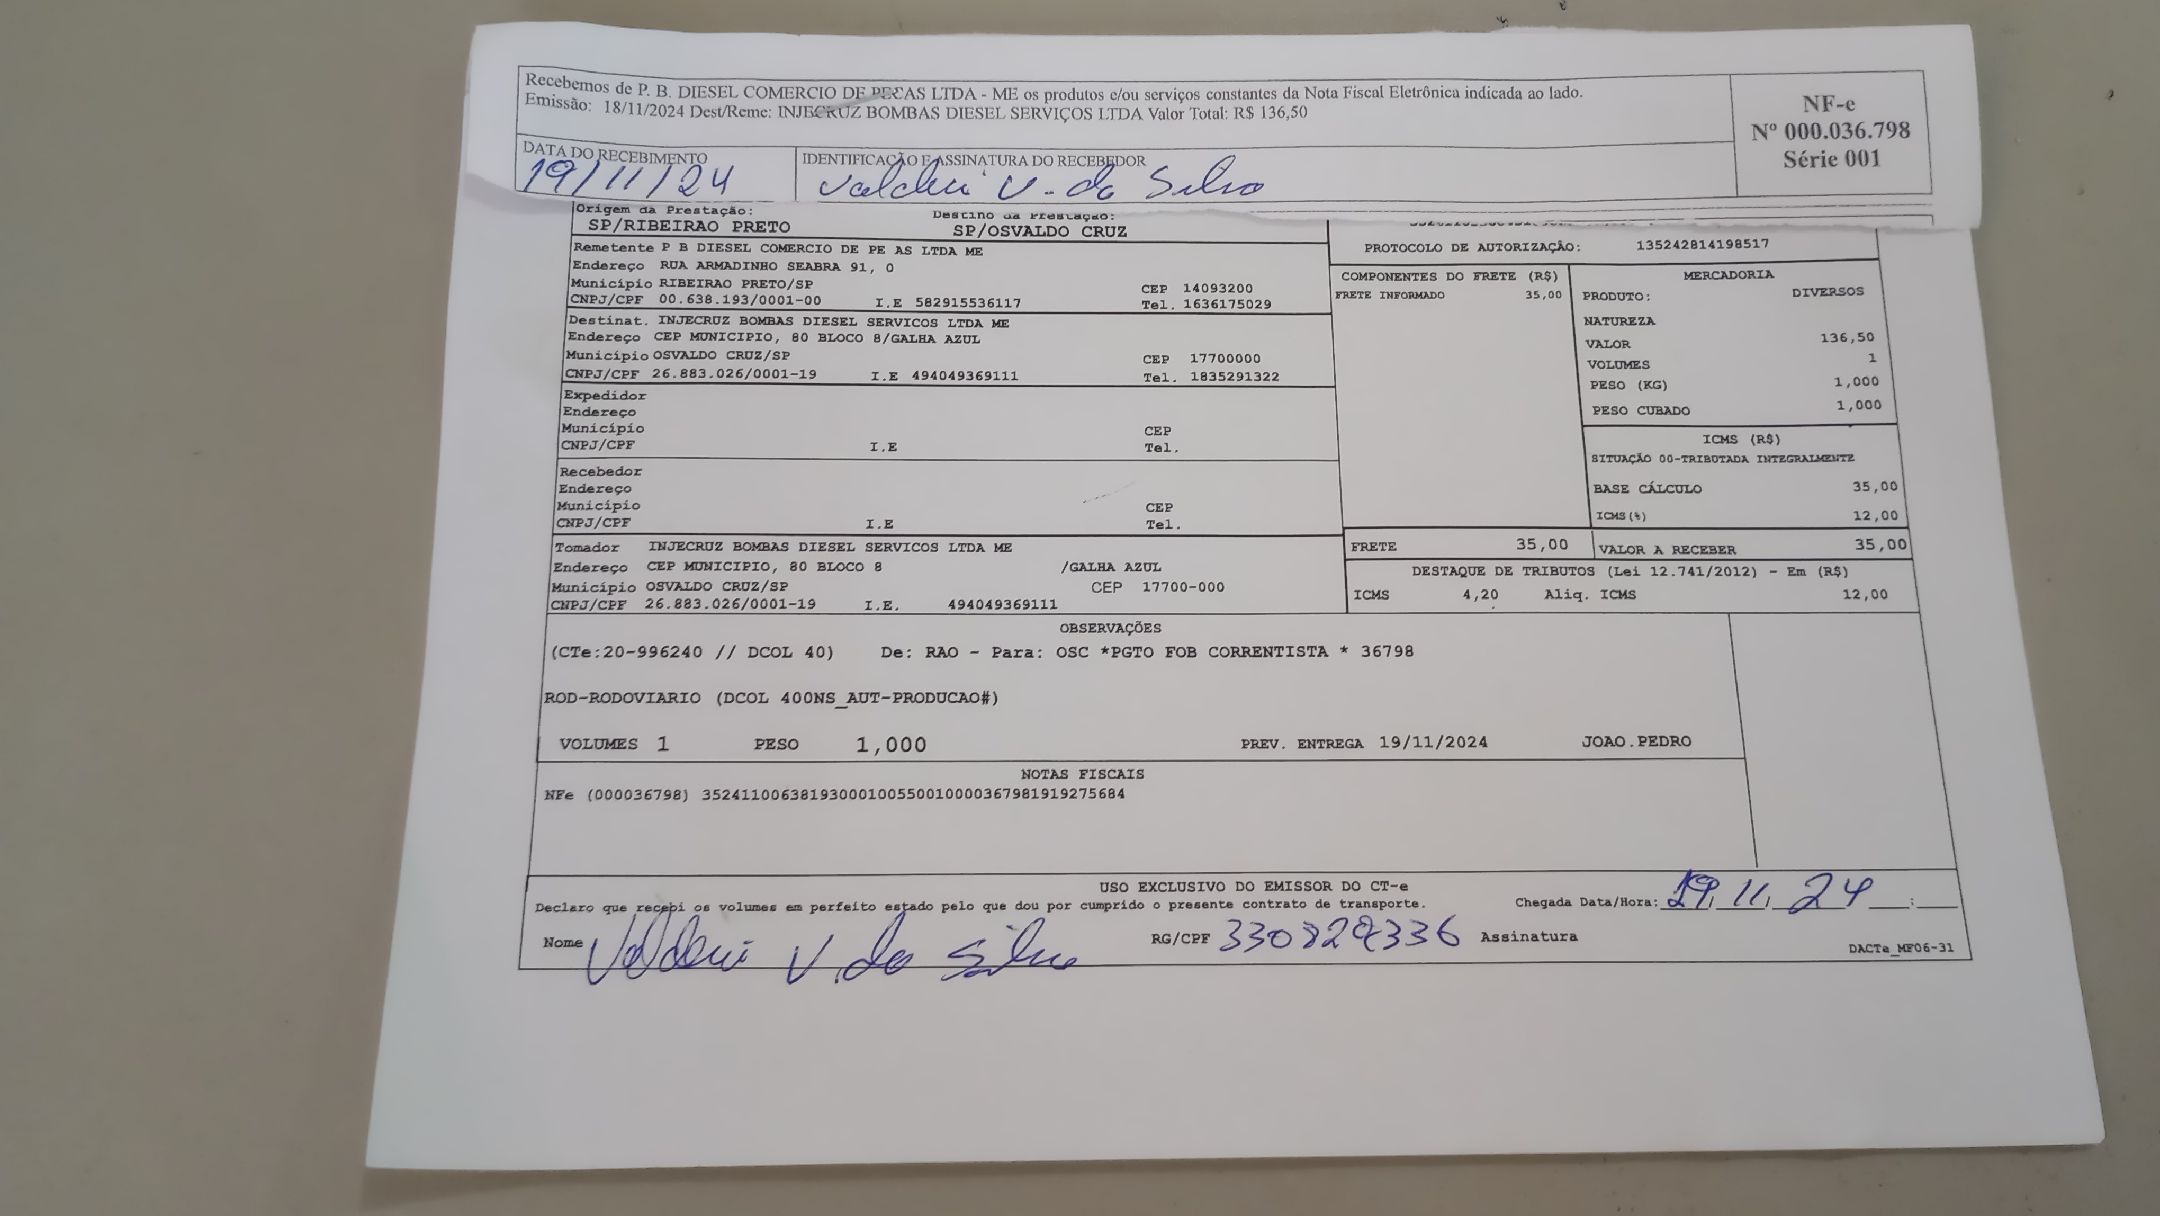 Recebemos de P. B. DIESEL COMERCIO DE PECAS LTDA - ME os produtos e/ou serviços constantes da Nota Fiscal Eletrônica indicada ao lado.
Emissão: 18/11/2024 Dest/Reme: INJECRUZ BOMBAS DIESEL SERVIÇOS LTDA Valor Total: R$ 136,50
NF-e
Nº 000.036.798
Série 001
DATA DO RECEBIMENTO
19/11/24
IDENTIFICAÇÃO E ASSINATURA DO RECEBEDOR
V. da Silva
Origem da Prestação:
SP/RIBEIRAO PRETO
Destino da Prestação:
SP/OSVALDO CRUZ
PROTOCOLO DE AUTORIZAÇÃO: 135242814198517
Remetente P B DIESEL COMERCIO DE PE AS LTDA ME
Endereço RUA ARMADINHO SEABRA 91, 0
Município RIBEIRAO PRETO/SP CEP 14093200
CNPJ/CPF 00.638.193/0001-00 I.E 582915536117 Tel. 1636175029
Destinat. INJECRUZ BOMBAS DIESEL SERVICOS LTDA ME
Endereço CEP MUNICIPIO, 80 BLOCO 8/GALHA AZUL
Município OSVALDO CRUZ/SP CEP 17700000
CNPJ/CPF 26.883.026/0001-19 I.E 494049369111 Tel. 1835291322
Expedidor
Endereço
Município CEP
CNPJ/CPF I.E Tel.
Recebedor
Endereço
Município CEP
CNPJ/CPF I.E Tel.
Tomador INJECRUZ BOMBAS DIESEL SERVICOS LTDA ME
Endereço CEP MUNICIPIO, 80 BLOCO 8 /GALHA AZUL
Município OSVALDO CRUZ/SP CEP 17700-000
CNPJ/CPF 26.883.026/0001-19 I.E. 494049369111
COMPONENTES DO FRETE (R$)
FRETE INFORMADO 35,00
MERCADORIA
PRODUTO: DIVERSOS
NATUREZA
VALOR 136,50
VOLUMES 1
PESO (KG) 1,000
PESO CUBADO 1,000
ICMS (R$)
SITUAÇÃO 00-TRIBUTADA INTEGRALMENTE
BASE CÁLCULO 35,00
ICMS(%) 12,00
FRETE 35,00 VALOR A RECEBER 35,00
DESTAQUE DE TRIBUTOS (Lei 12.741/2012) - Em (R$)
ICMS 4,20 Aliq. ICMS 12,00
OBSERVAÇÕES
(CTe:20-996240 // DCOL 40) De: RAO - Para: OSC *PGTO FOB CORRENTISTA * 36798
ROD-RODOVIARIO (DCOL 400NS_AUT-PRODUCAO#)
VOLUMES 1 PESO 1,000 PREV. ENTREGA 19/11/2024 JOAO.PEDRO
NOTAS FISCAIS
NFe (000036798) 35241100638193000100550010000367981919275684
USO EXCLUSIVO DO EMISSOR DO CT-e
Declaro que recebi os volumes em perfeito estado pelo que dou por cumprido o presente contrato de transporte. Chegada Data/Hora: 19, 11, 24 :
Nome V. da Silva RG/CPF 330829336 Assinatura
DACTe_MF06-31